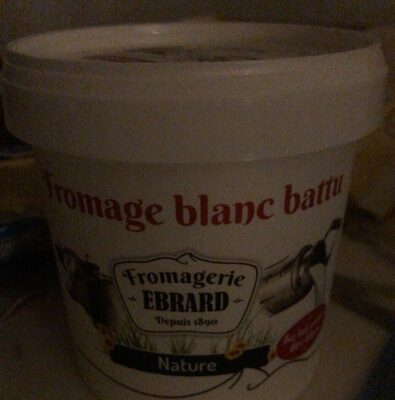 Fromage blanc battu
Fromagerie
EBRARD
Depuis 1890
Nature